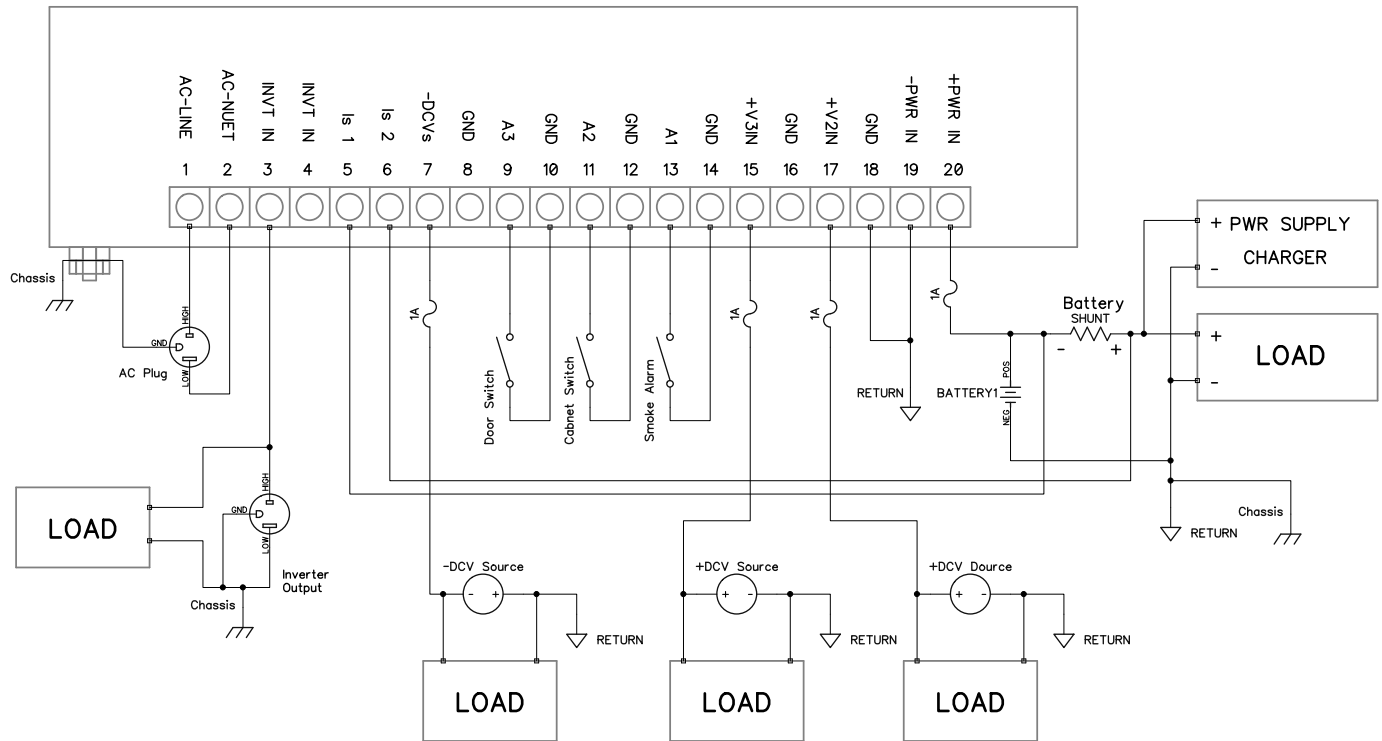 AC-LINE
AC-NUET
INVT IN
INVT IN
Is 1
Is 2
-DCVs
GND
A3
GND
A2
GND
A1
GND
+V3IN
GND
+V2IN
GND
-PWR IN
+PWR IN
1
2
3
4
5
6
7
8
9
10
11
12
13
14
15
16
17
18
19
20
+ PWR SUPPLY
CHARGER
-
Chassis
HIGH
GND
LOW
AC Plug
1A
1A
1A
1A
Battery
SHUNT
- +
+
LOAD
-
Door Switch
Cabnet Switch
Smoke Alarm
RETURN
BATTERY1
POS
NEG
LOAD
HIGH
GND
LOW
Inverter
Output
Chassis
Chassis
RETURN
-DCV Source
- +
RETURN
LOAD
+DCV Source
+ -
RETURN
LOAD
+DCV Dource
+ -
RETURN
LOAD